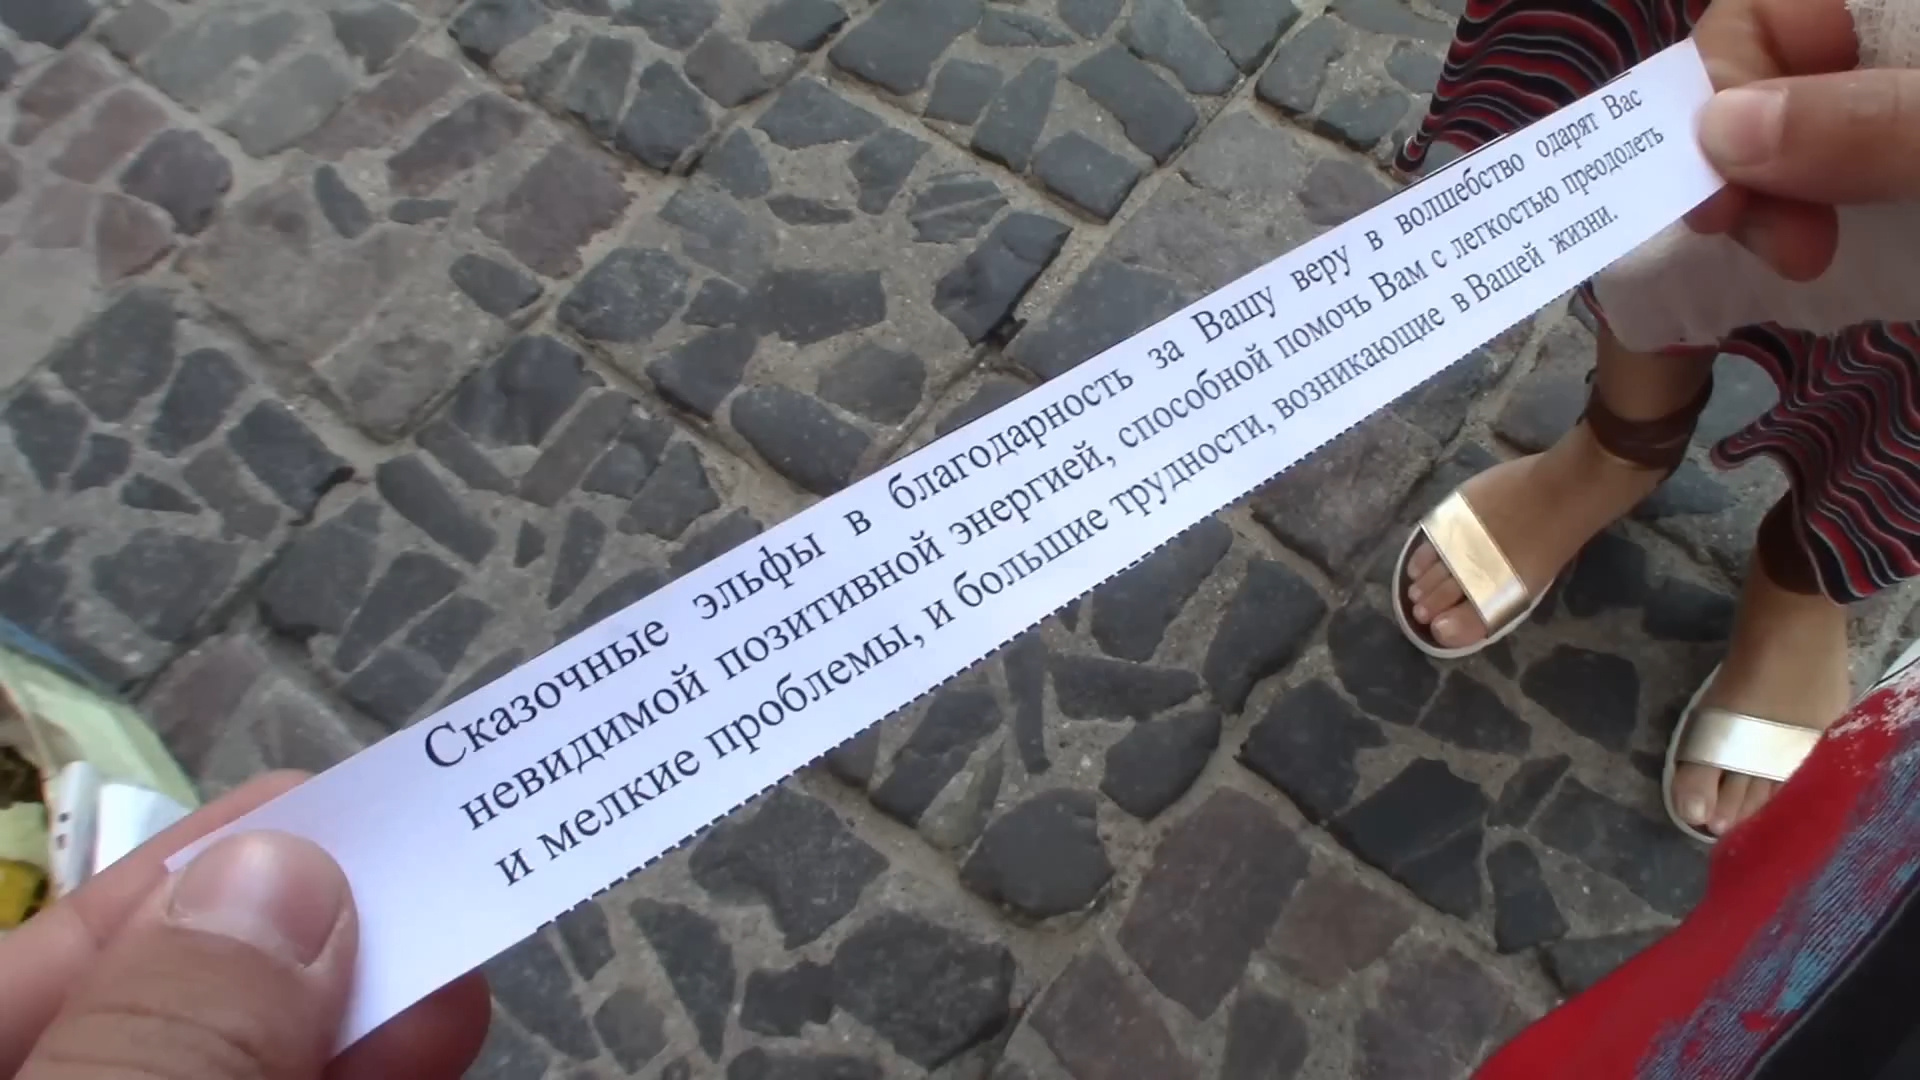 Сказочные эльфы в благодарность за Вашу веру в волшебство одарят Вас
невидимой позитивной энергией, способной помочь Вам с легкостью преодолеть
и мелкие проблемы, и большие трудности, возникающие в Вашей жизни.